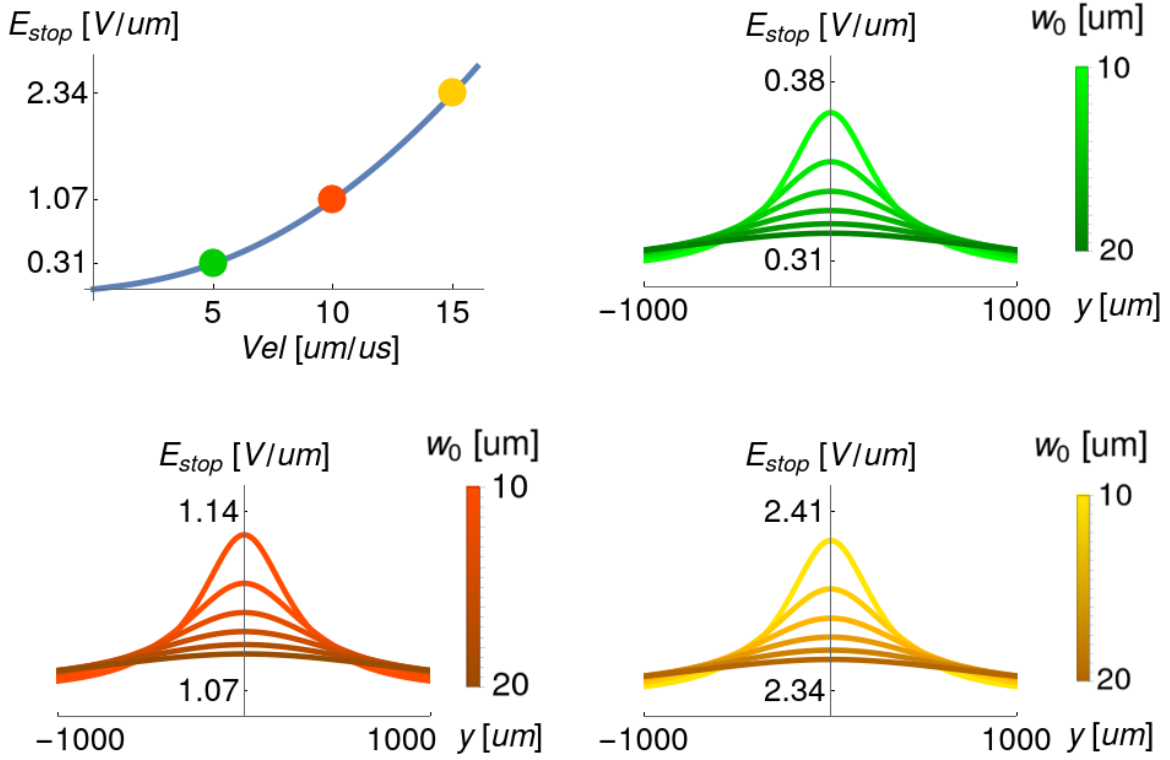 E_stop [V/um]
2.34
1.07
0.31
5 10 15
Vel [um/us]
E_stop [V/um]
w_0 [um]
0.38
10
0.31
20
−1000 1000 y [um]
E_stop [V/um]
w_0 [um]
1.14
10
1.07
20
−1000 1000 y [um]
E_stop [V/um]
w_0 [um]
2.41
10
2.34
20
−1000 1000 y [um]